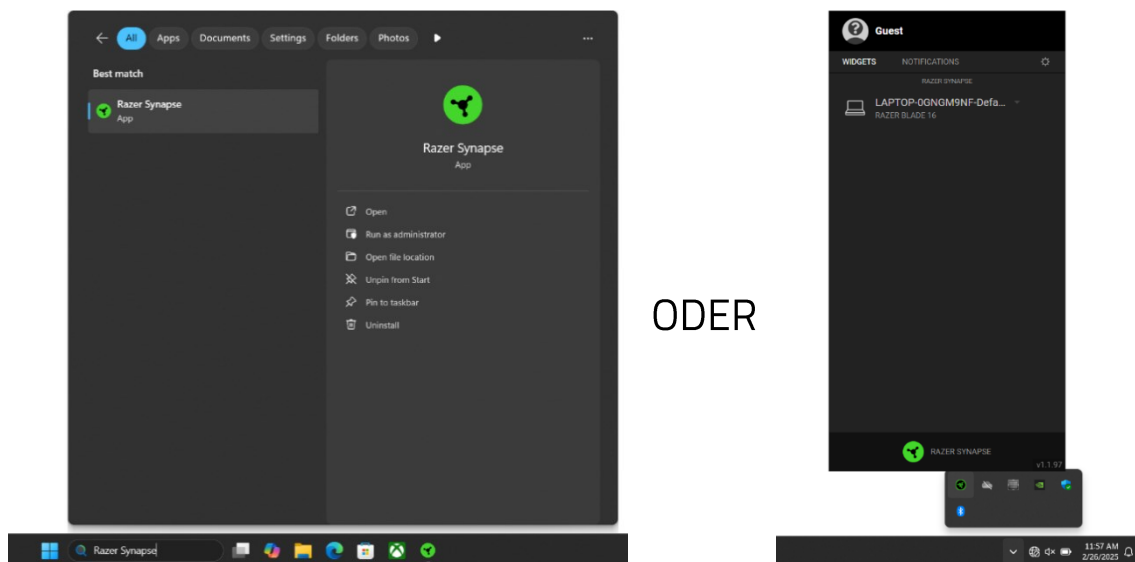 All Apps Documents Settings Folders Photos
Best match
Razer Synapse
App
Razer Synapse
App
Open
Run as administrator
Open file location
Unpin from Start
Pin to taskbar
Uninstall
Razer Synapse
ODER
Guest
WIDGETS NOTIFICATIONS
RAZER SYNAPSE
LAPTOP-0GNGM9NF-Defa...
RAZER BLADE 16
RAZER SYNAPSE
v1.1.97
11:57 AM
2/26/2025